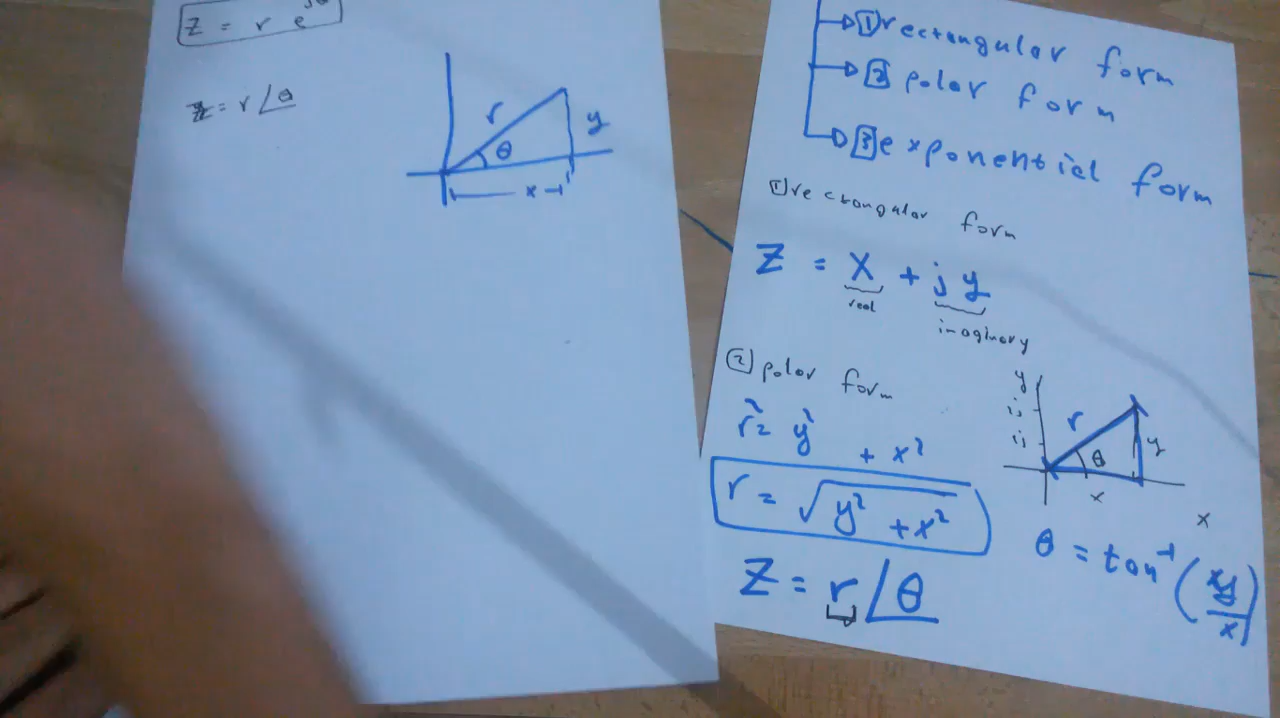 z = r e^jθ
z = r∠θ
r
θ
y
x
1 rectangular form
2 polar form
3 exponential form
1 rectangular form
Z = X + j y
real
imaginary
2 polar form
r² = y² + x²
r = √(y² + x²)
Z = r∠θ
y
r
θ
y
x
x
θ = tan⁻¹(y/x)